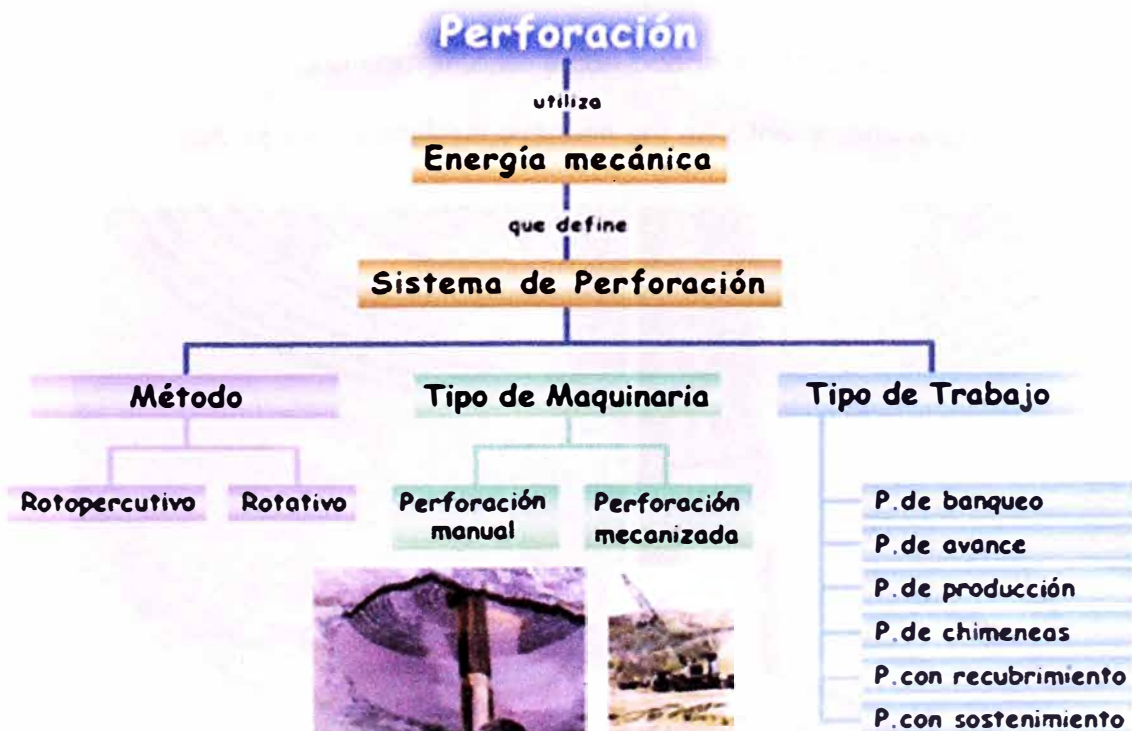 Perforación
utiliza
Energía mecánica
que define
Sistema de Perforación
Método
Rotopercutivo
Rotativo
Tipo de Maquinaria
Perforación
manual
Perforación
mecanizada
Tipo de Trabajo
P.de banqueo
P.de avance
P.de producción
P.de chimeneas
P.con recubrimiento
P.con sostenimiento